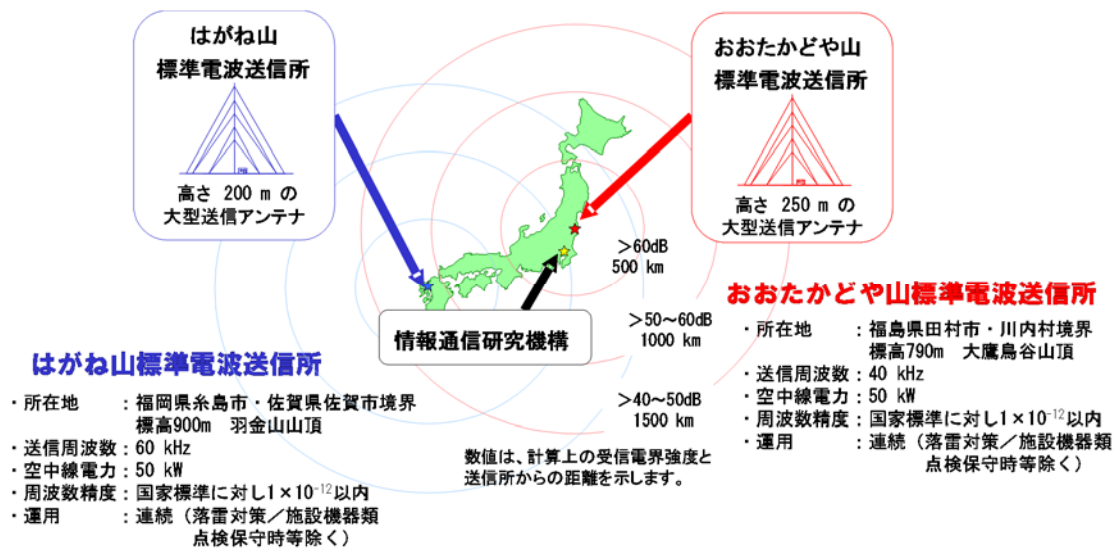 はがね山
標準電波送信所
高さ 200 m の
大型送信アンテナ
おおたかどや山
標準電波送信所
高さ 250 m の
大型送信アンテナ
>60dB
500 km
>50~60dB
1000 km
>40~50dB
1500 km
情報通信研究機構
数値は、計算上の受信電界強度と
送信所からの距離を示します。
はがね山標準電波送信所
・所在地 :福岡県糸島市・佐賀県佐賀市境界
標高900m 羽金山山頂
・送信周波数:60 kHz
・空中線電力:50 kW
・周波数精度:国家標準に対し1×10⁻¹²以内
・運用 :連続(落雷対策/施設機器類
点検保守時等除く)
おおたかどや山標準電波送信所
・所在地 :福島県田村市・川内村境界
標高790m 大鷹鳥谷山頂
・送信周波数:40 kHz
・空中線電力:50 kW
・周波数精度:国家標準に対し1×10⁻¹²以内
・運用 :連続(落雷対策/施設機器類
点検保守時等除く)